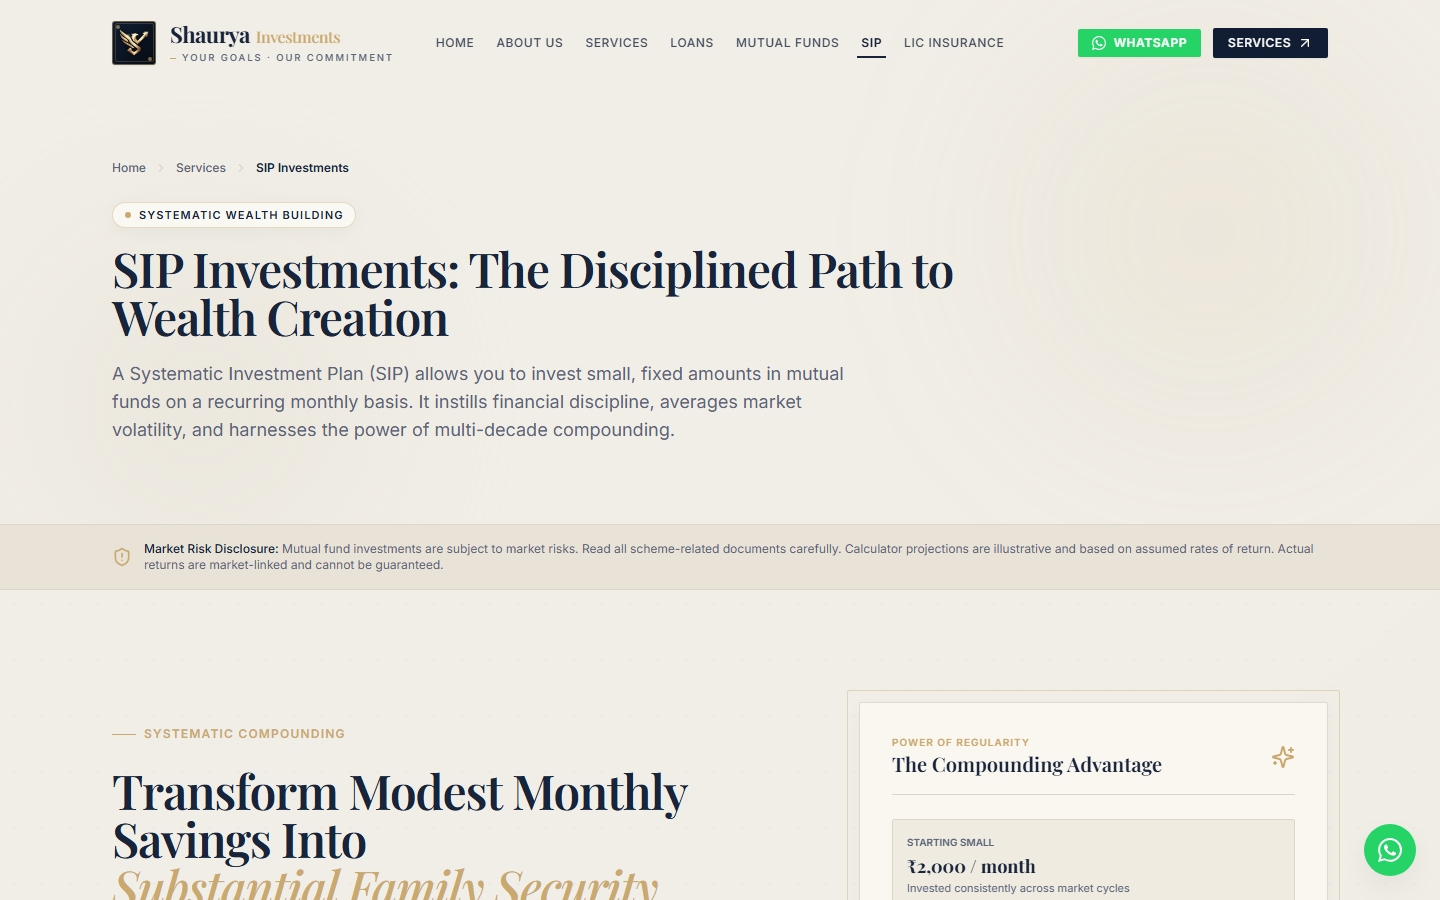 Shaurya Investments
YOUR GOALS · OUR COMMITMENT
HOME
ABOUT US
SERVICES
LOANS
MUTUAL FUNDS
SIP
LIC INSURANCE
WHATSAPP
SERVICES
Home
Services
SIP Investments
SYSTEMATIC WEALTH BUILDING
SIP Investments: The Disciplined Path to
Wealth Creation
A Systematic Investment Plan (SIP) allows you to invest small, fixed amounts in mutual
funds on a recurring monthly basis. It instills financial discipline, averages market
volatility, and harnesses the power of multi-decade compounding.
Market Risk Disclosure: Mutual fund investments are subject to market risks. Read all scheme-related documents carefully. Calculator projections are illustrative and based on assumed rates of return. Actual
returns are market-linked and cannot be guaranteed.
SYSTEMATIC COMPOUNDING
Transform Modest Monthly
Savings Into
Substantial Family Security
POWER OF REGULARITY
The Compounding Advantage
STARTING SMALL
₹2,000 / month
Invested consistently across market cycles